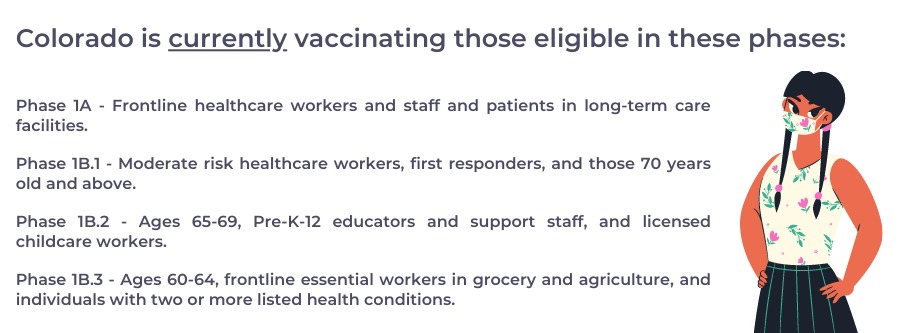 Colorado is currently vaccinating those eligible in these phases:
Phase 1A - Frontline healthcare workers and staff and patients in long-term care
facilities.
Phase 1B.1 - Moderate risk healthcare workers, first responders, and those 70 years
old and above.
Phase 1B.2 - Ages 65-69, Pre-K-12 educators and support staff, and licensed
childcare workers.
Phase 1B.3 - Ages 60-64, frontline essential workers in grocery and agriculture, and
individuals with two or more listed health conditions.